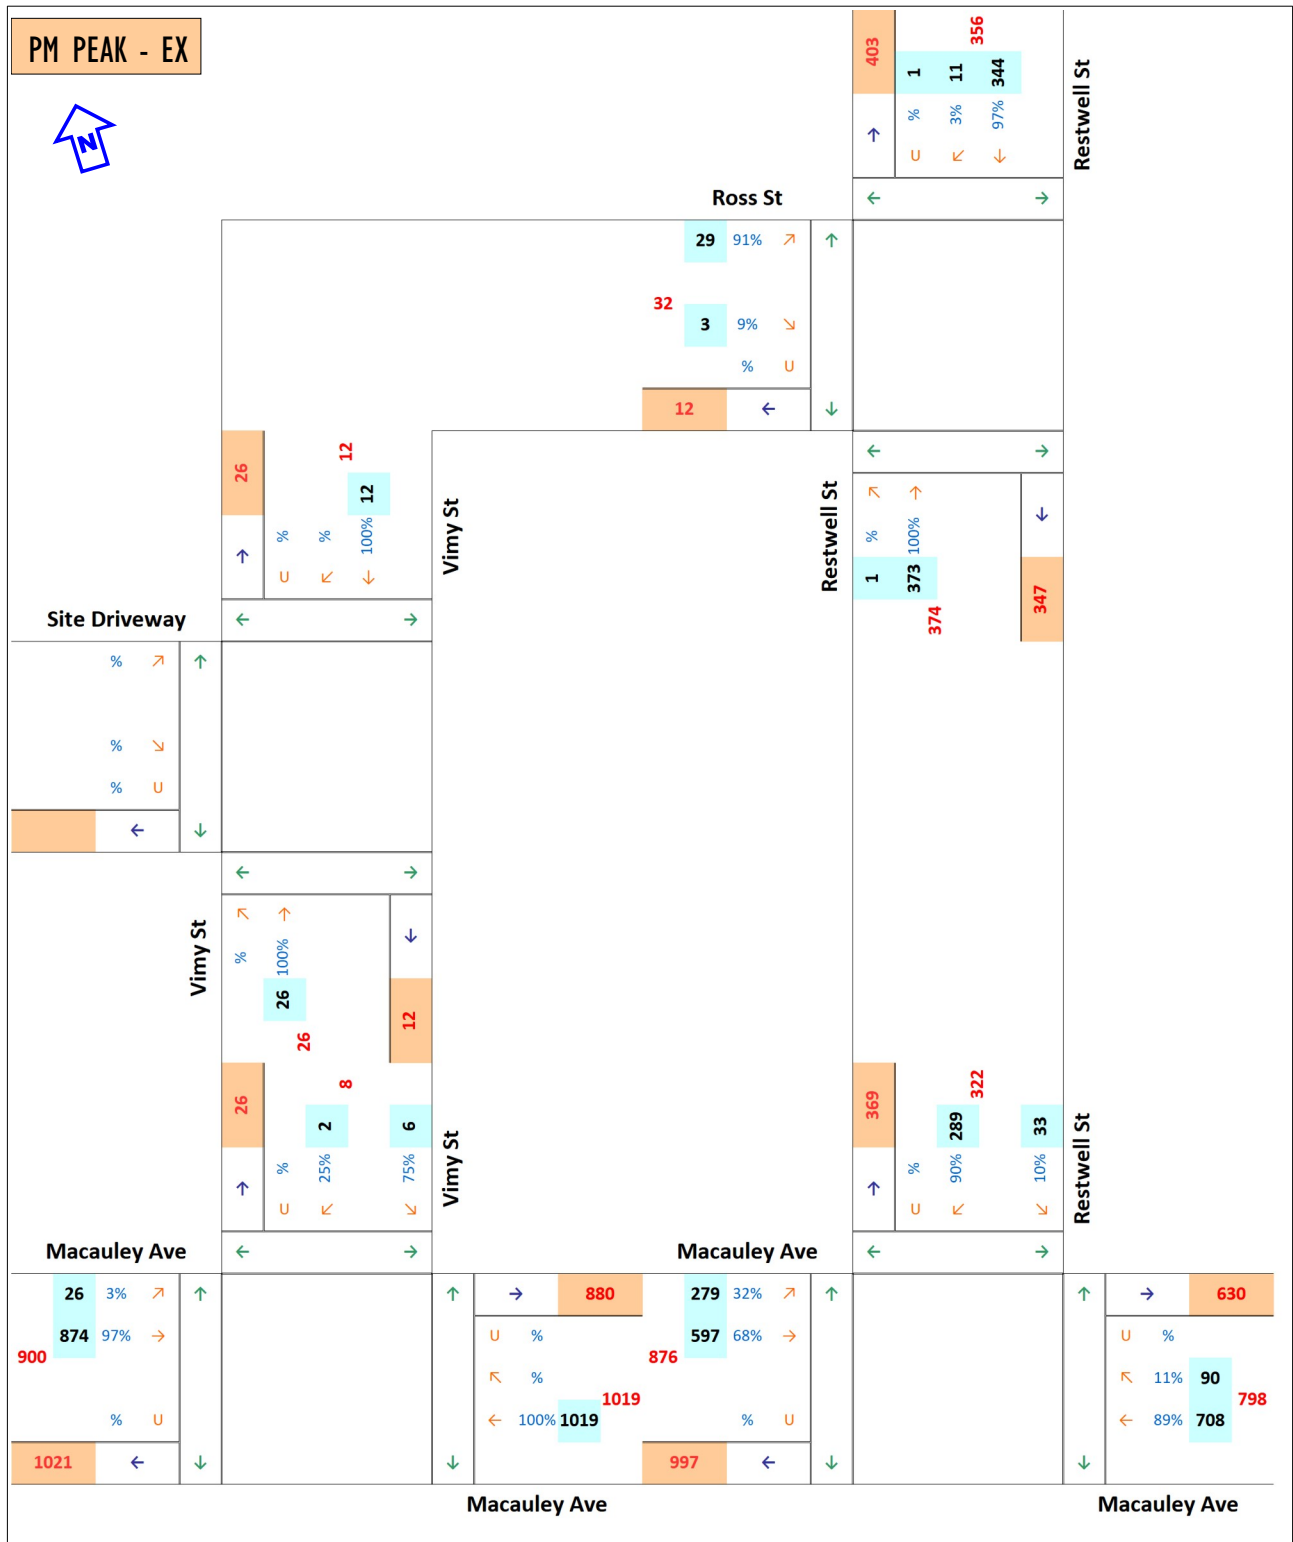 PM PEAK - EX
N
403
356
1 11 344
% 3% 97%
↑ U ↙ ↓
Restwell St
Ross St
← →
29 91% ↗ ↑
32
3 9% ↘
% U
12 ← ↓
26
12
12
% % 100%
↑ U ↙ ↓
Vimy St
← →
Restwell St
↖ ↑ ↓
% 100%
1 373
374
347
Site Driveway
← →
% ↗ ↑
% ↘
% U
← ↓
← →
Vimy St
↖ ↑ ↓
% 100%
26
26
12
26
8
2 6
% 25% 75%
↑ U ↙ ↘
Vimy St
369
322
289 33
% 90% 10%
↑ U ↙ ↘
Restwell St
Macauley Ave
← →
Macauley Ave
← →
26 3% ↗ ↑
874 97% →
900
% U
1021 ← ↓
↑ → 880
U %
↖ %
1019
← 100% 1019
↓
279 32% ↗ ↑
597 68% →
876
% U
997 ← ↓
↑ → 630
U %
↖ 11% 90
798
← 89% 708
↓
Macauley Ave
Macauley Ave